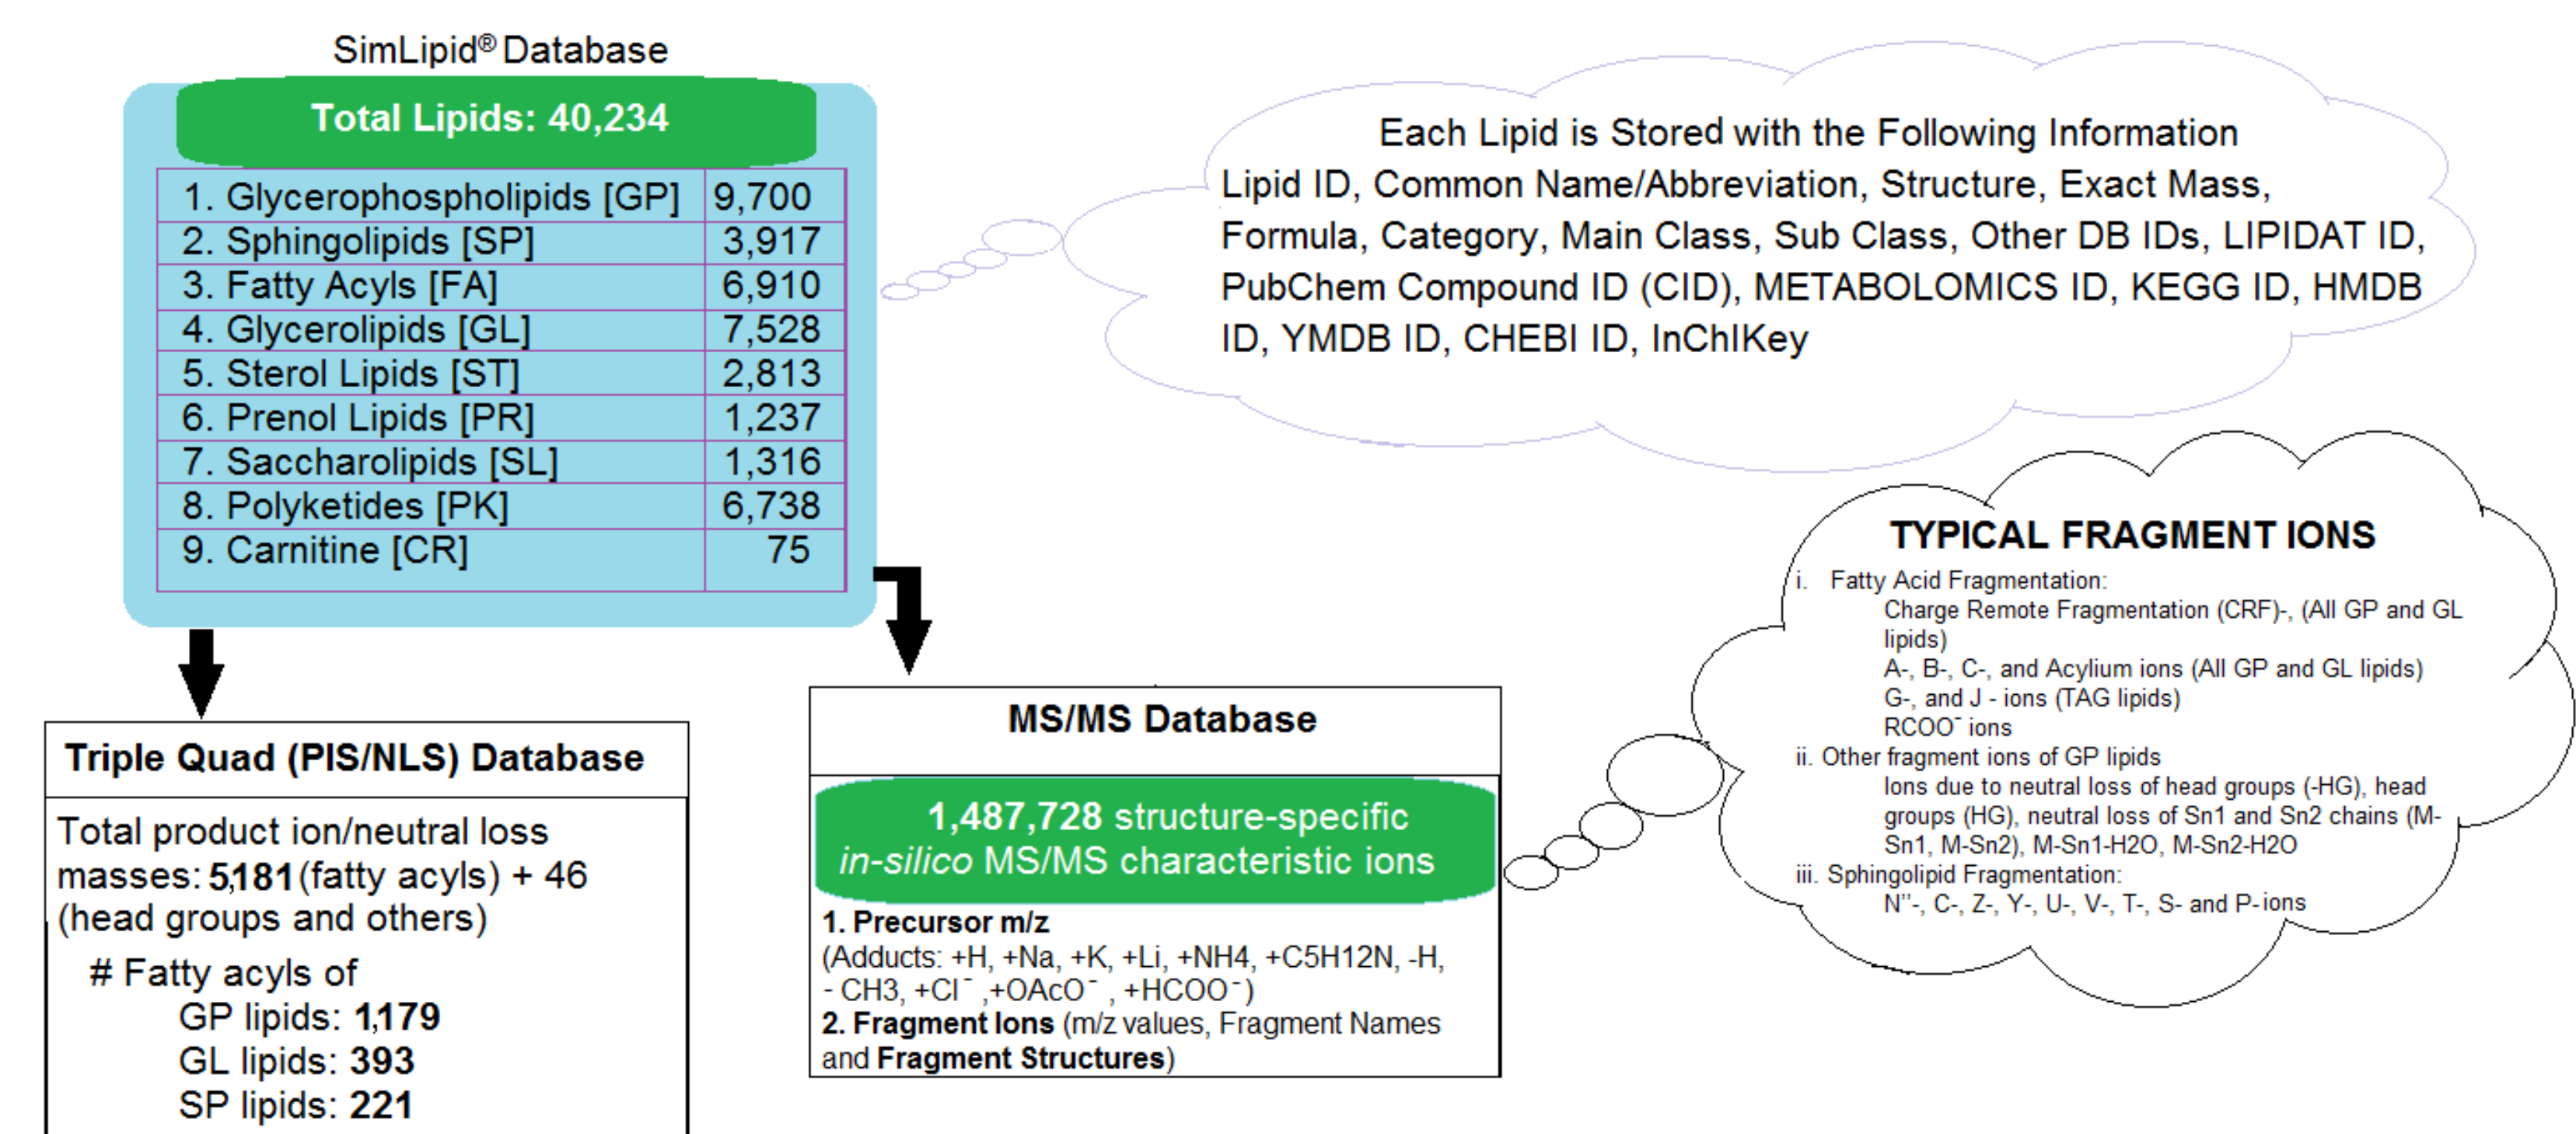 SimLipid® Database
Total Lipids: 40,234
1. Glycerophospholipids [GP] 9,700
2. Sphingolipids [SP] 3,917
3. Fatty Acyls [FA] 6,910
4. Glycerolipids [GL] 7,528
5. Sterol Lipids [ST] 2,813
6. Prenol Lipids [PR] 1,237
7. Saccharolipids [SL] 1,316
8. Polyketides [PK] 6,738
9. Carnitine [CR] 75
Each Lipid is Stored with the Following Information
Lipid ID, Common Name/Abbreviation, Structure, Exact Mass,
Formula, Category, Main Class, Sub Class, Other DB IDs, LIPIDAT ID,
PubChem Compound ID (CID), METABOLOMICS ID, KEGG ID, HMDB
ID, YMDB ID, CHEBI ID, InChIKey
Triple Quad (PIS/NLS) Database
Total product ion/neutral loss
masses: 5,181 (fatty acyls) + 46
(head groups and others)
# Fatty acyls of
GP lipids: 1,179
GL lipids: 393
SP lipids: 221
MS/MS Database
1,487,728 structure-specific
in-silico MS/MS characteristic ions
1. Precursor m/z
(Adducts: +H, +Na, +K, +Li, +NH4, +C5H12N, -H,
- CH3, +Cl⁻ ,+OAcO⁻ , +HCOO⁻)
2. Fragment Ions (m/z values, Fragment Names
and Fragment Structures)
TYPICAL FRAGMENT IONS
i. Fatty Acid Fragmentation:
Charge Remote Fragmentation (CRF)-, (All GP and GL
lipids)
A-, B-, C-, and Acylium ions (All GP and GL lipids)
G-, and J - ions (TAG lipids)
RCOO⁻ ions
ii. Other fragment ions of GP lipids
Ions due to neutral loss of head groups (-HG), head
groups (HG), neutral loss of Sn1 and Sn2 chains (M-
Sn1, M-Sn2), M-Sn1-H2O, M-Sn2-H2O
iii. Sphingolipid Fragmentation:
N''-, C-, Z-, Y-, U-, V-, T-, S- and P-ions